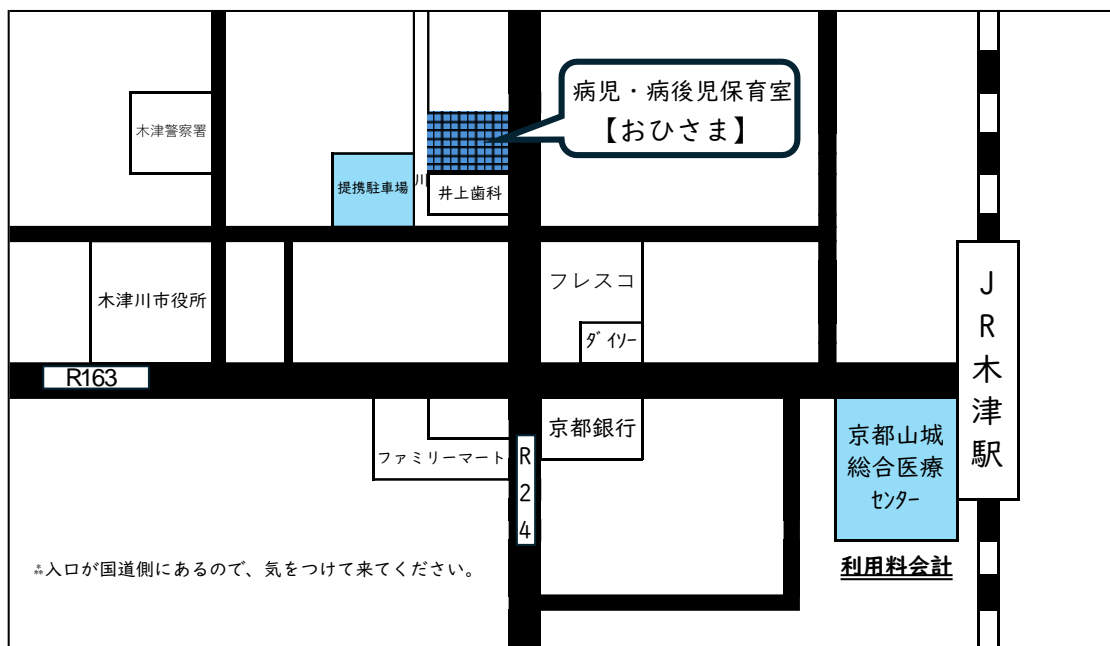 病児・病後児保育室
【おひさま】
木津警察署
提携駐車場
川
井上歯科
フレスコ
木津川市役所
ﾀﾞｲｿｰ
JR木津駅
R163
京都銀行
京都山城
総合医療
ｾﾝﾀｰ
ファミリーマート
R24
⁂入口が国道側にあるので、気をつけて来てください。
利用料会計